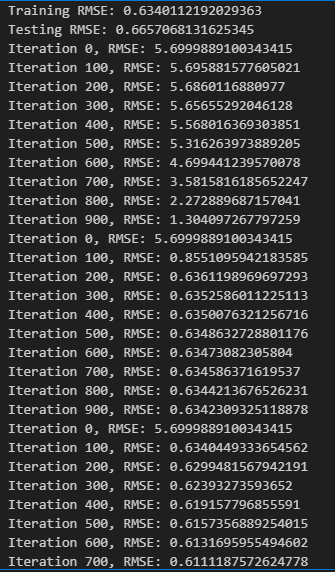 Training RMSE: 0.6340112192029363
Testing RMSE: 0.6657068131625345
Iteration 0, RMSE: 5.6999889100343415
Iteration 100, RMSE: 5.695881577605021
Iteration 200, RMSE: 5.6860116880977
Iteration 300, RMSE: 5.65655292046128
Iteration 400, RMSE: 5.568016369303851
Iteration 500, RMSE: 5.316263973889205
Iteration 600, RMSE: 4.699441239570078
Iteration 700, RMSE: 3.5815816185652247
Iteration 800, RMSE: 2.272889687157041
Iteration 900, RMSE: 1.304097267797259
Iteration 0, RMSE: 5.6999889100343415
Iteration 100, RMSE: 0.8551095942183585
Iteration 200, RMSE: 0.6361198969697293
Iteration 300, RMSE: 0.6352586011225113
Iteration 400, RMSE: 0.6350076321256716
Iteration 500, RMSE: 0.6348632728801176
Iteration 600, RMSE: 0.63473082305804
Iteration 700, RMSE: 0.634586371619537
Iteration 800, RMSE: 0.6344213676526231
Iteration 900, RMSE: 0.6342309325118878
Iteration 0, RMSE: 5.6999889100343415
Iteration 100, RMSE: 0.6340449333654562
Iteration 200, RMSE: 0.6299481567942191
Iteration 300, RMSE: 0.62393273593652
Iteration 400, RMSE: 0.619157796855591
Iteration 500, RMSE: 0.6157356889254015
Iteration 600, RMSE: 0.6131695955494602
Iteration 700, RMSE: 0.6111187572624778